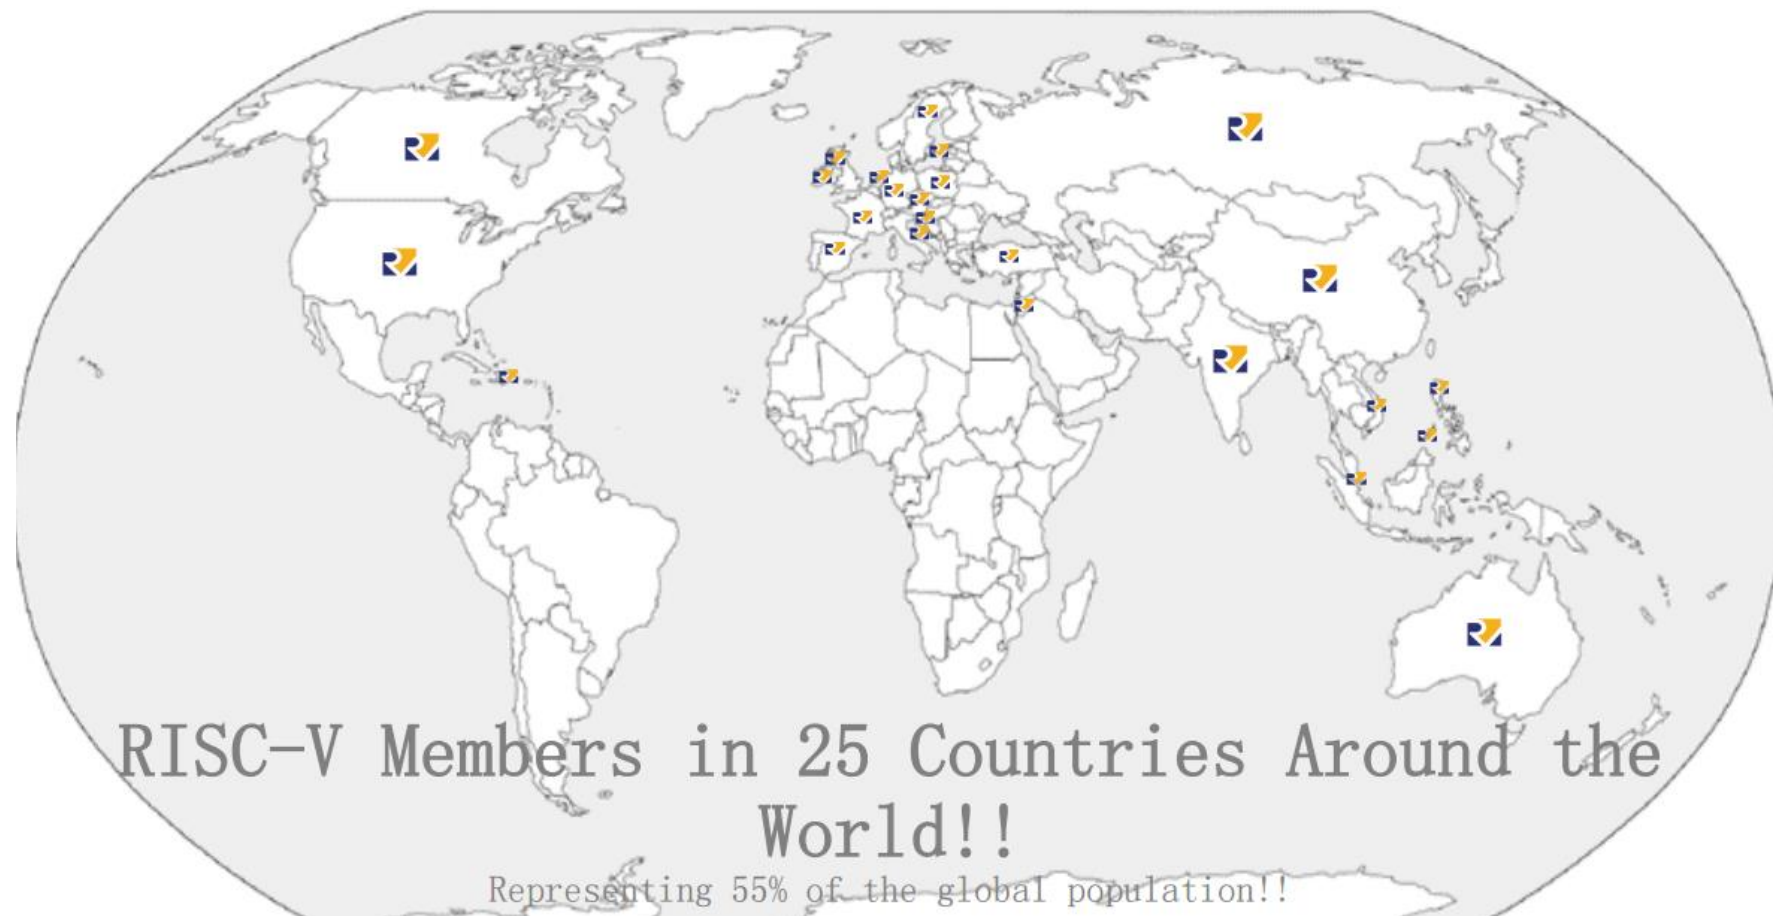 RISC-V Members in 25 Countries Around the
World!!
Representing 55% of the global population!!